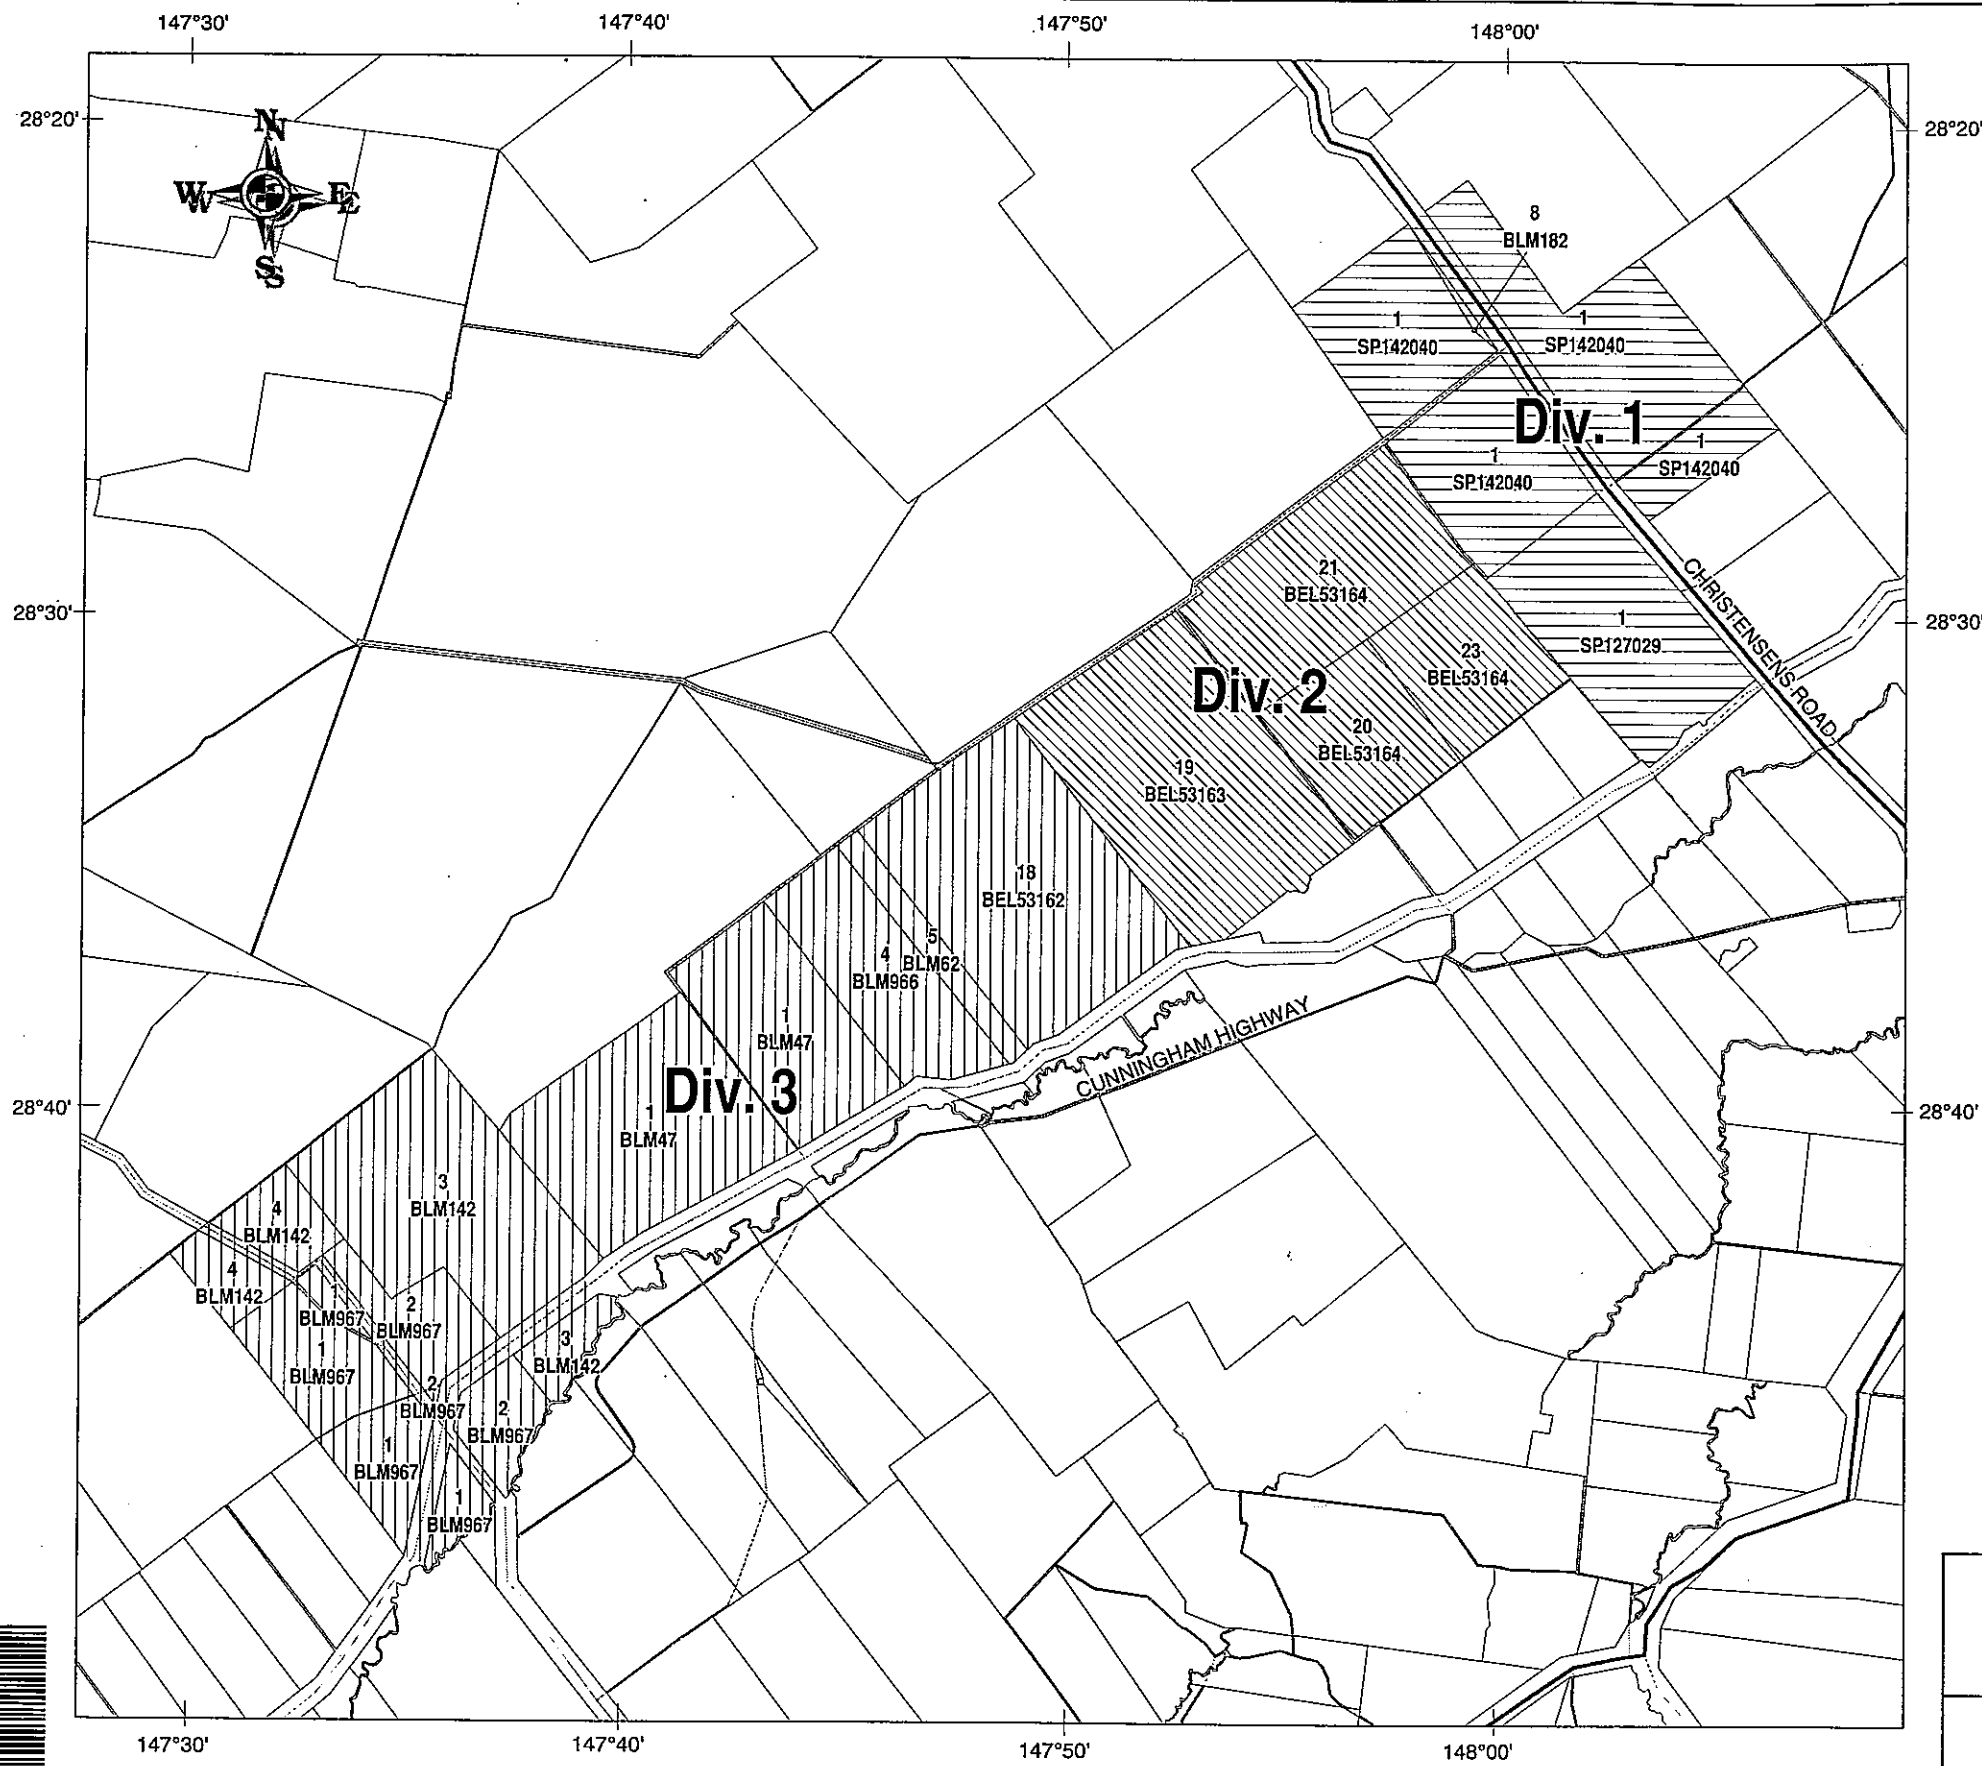 147°30'
147°40'
147°50'
148°00'
28°20'
28°20'
N
N
W
W
E
E
S
S
8
BLM182
1
SP142040
1
SP142040
Div. 1
1
SP142040
1
SP142040
21
BEL53164
CHRISTENSENS ROAD
28°30'
28°30'
1
SP127029
23
BEL53164
Div. 2
20
BEL53164
19
BEL53163
18
BEL53162
5
BLM62
4
BLM966
1
BLM47
CUNNINGHAM HIGHWAY
Div. 3
28°40'
28°40'
1
BLM47
3
BLM142
4
BLM142
4
BLM142
1
BLM967
2
BLM967
1
BLM967
3
BLM142
2
BLM967
2
BLM967
1
BLM967
1
BLM967
147°30'
147°40'
147°50'
148°00'